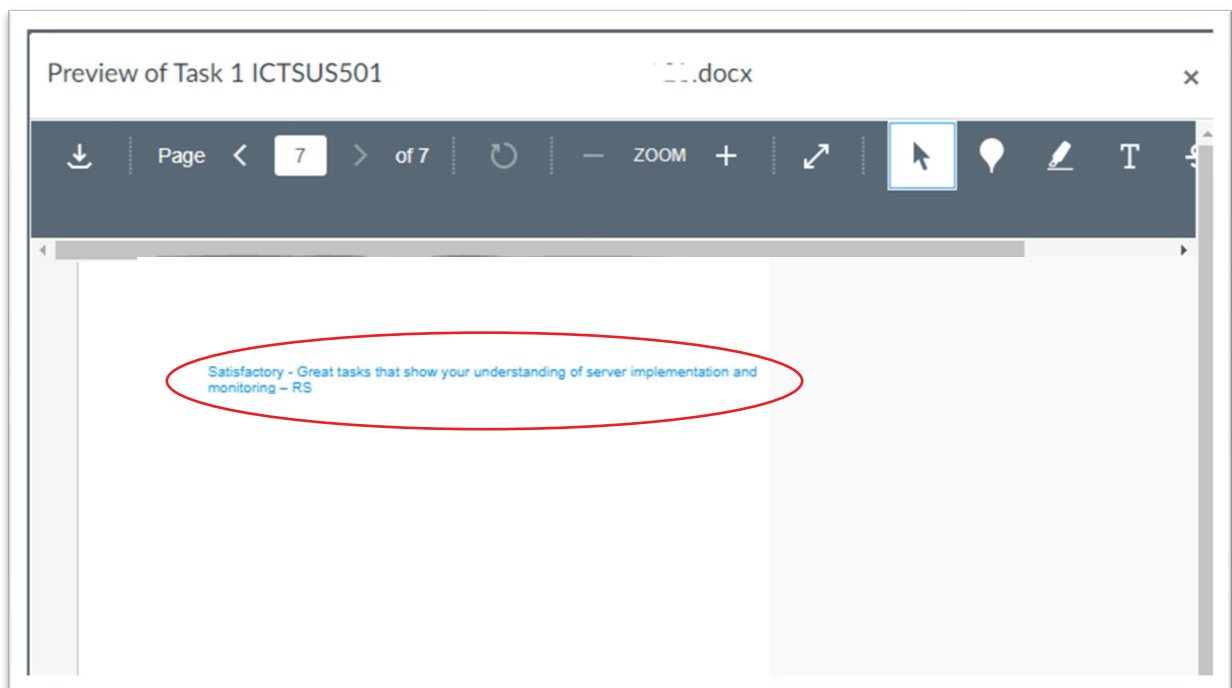 Preview of Task 1 ICTSUS501 .docx
Page 7 of 7 ZOOM T
Satisfactory - Great tasks that show your understanding of server implementation and
monitoring – RS